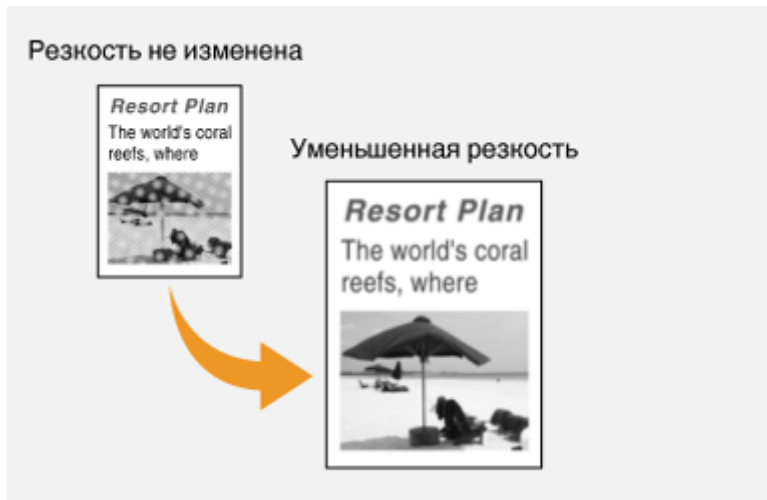 Резкость не изменена
Resort Plan
The world's coral
reefs, where
Уменьшенная резкость
Resort Plan
The world's coral
reefs, where